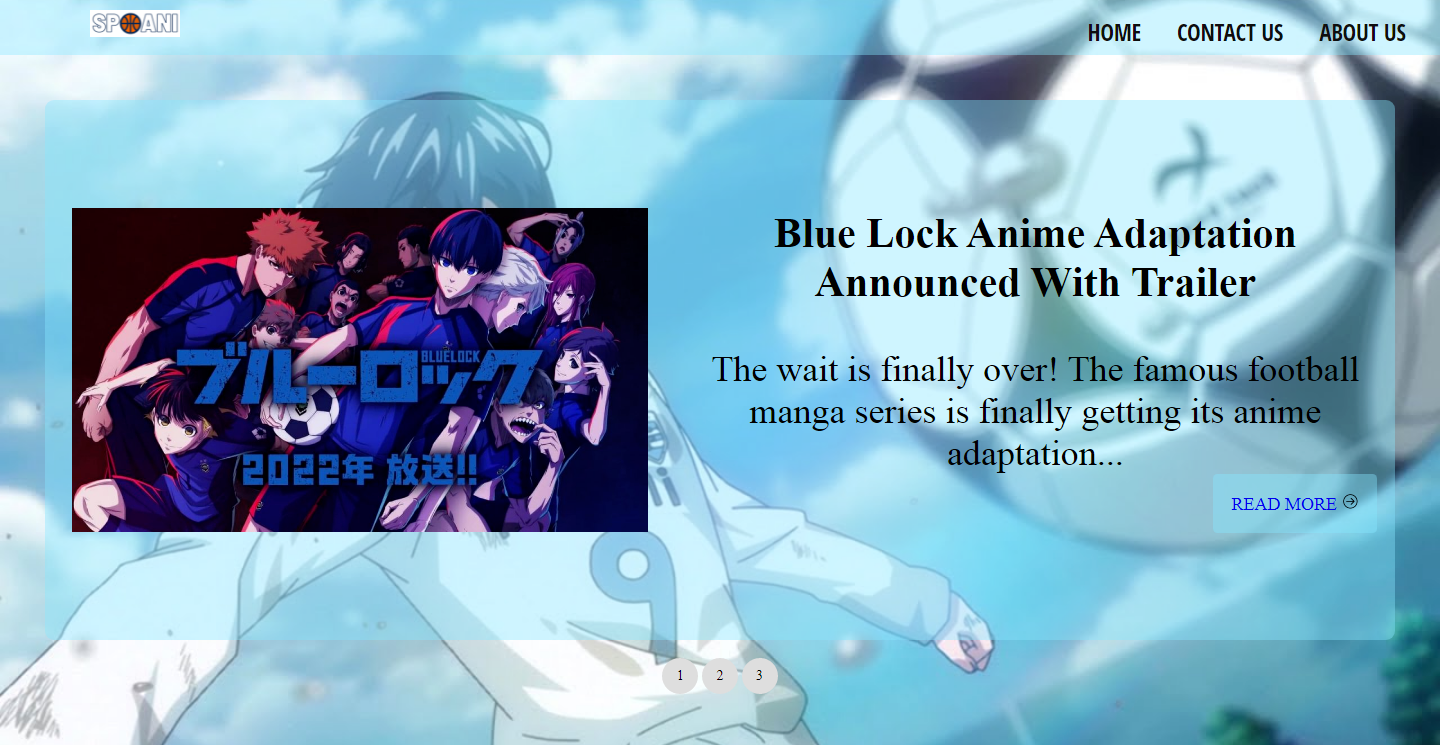 SPOANI
HOME CONTACT US ABOUT US
Blue Lock Anime Adaptation
Announced With Trailer
BLUELOCK
ブルーロック
2022年 放送!!
The wait is finally over! The famous football
manga series is finally getting its anime
adaptation...
READ MORE
9
1 2 3